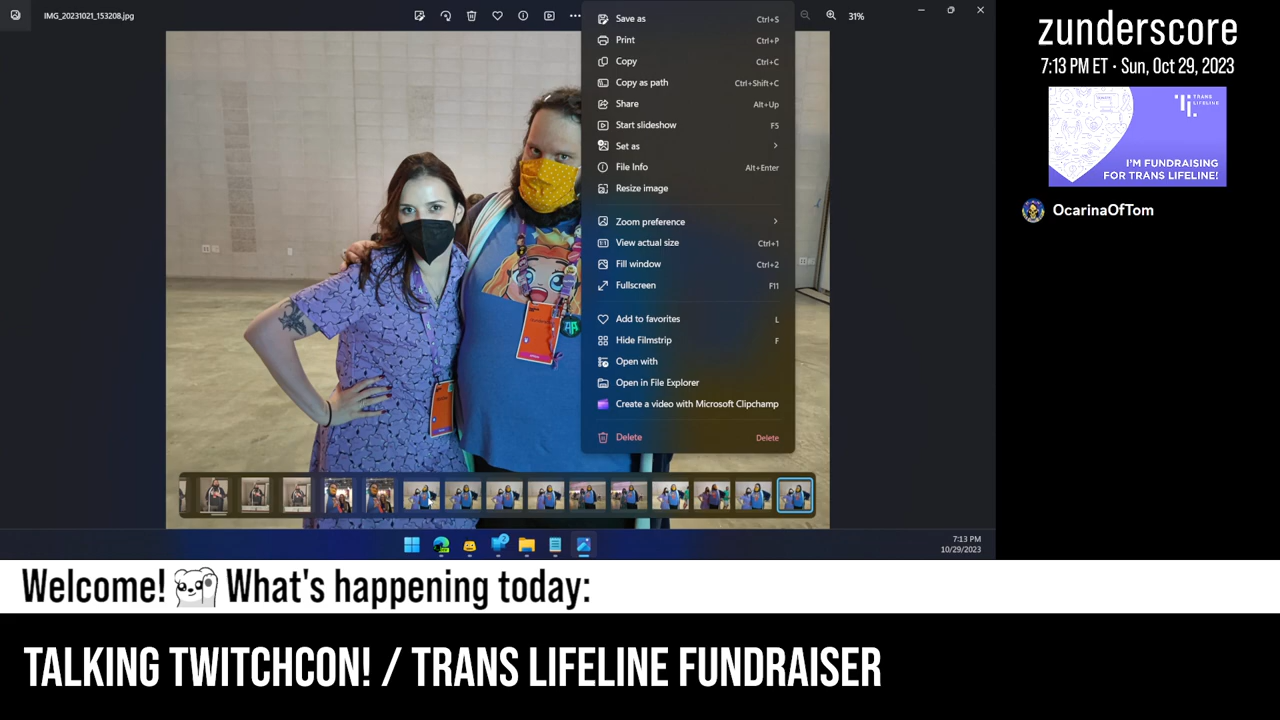 IMG_20231021_153208.jpg
31%
Save as Ctrl+S
Print Ctrl+P
Copy Ctrl+C
Copy as path Ctrl+Shift+C
Share Alt+Up
Start slideshow F5
Set as
File Info Alt+Enter
Resize image
Zoom preference
View actual size Ctrl+1
Fill window Ctrl+2
Fullscreen F11
Add to favorites L
Hide Filmstrip F
Open with
Open in File Explorer
Create a video with Microsoft Clipchamp
Delete Delete
2
7:13 PM
10/29/2023
zunderscore
7:13 PM ET · Sun, Oct 29, 2023
TRANS
LIFELINE
I'M FUNDRAISING
FOR TRANS LIFELINE!
OcarinaOfTom
Welcome! What's happening today:
TALKING TWITCHCON! / TRANS LIFELINE FUNDRAISER